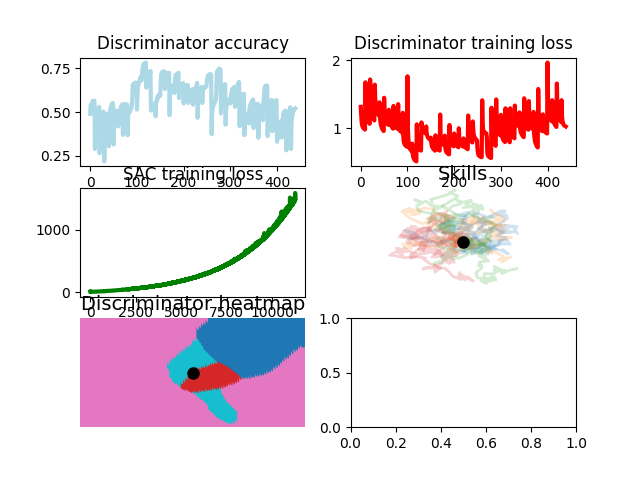 Discriminator accuracy
0.75
0.50
0.25
0 100 200 300 400
Discriminator training loss
2
1
0 100 200 300 400
SAC training loss
1000
0
0 2500 5000 7500 10000
Skills
Discriminator heatmap
1.0
0.5
0.0
0.0 0.2 0.4 0.6 0.8 1.0